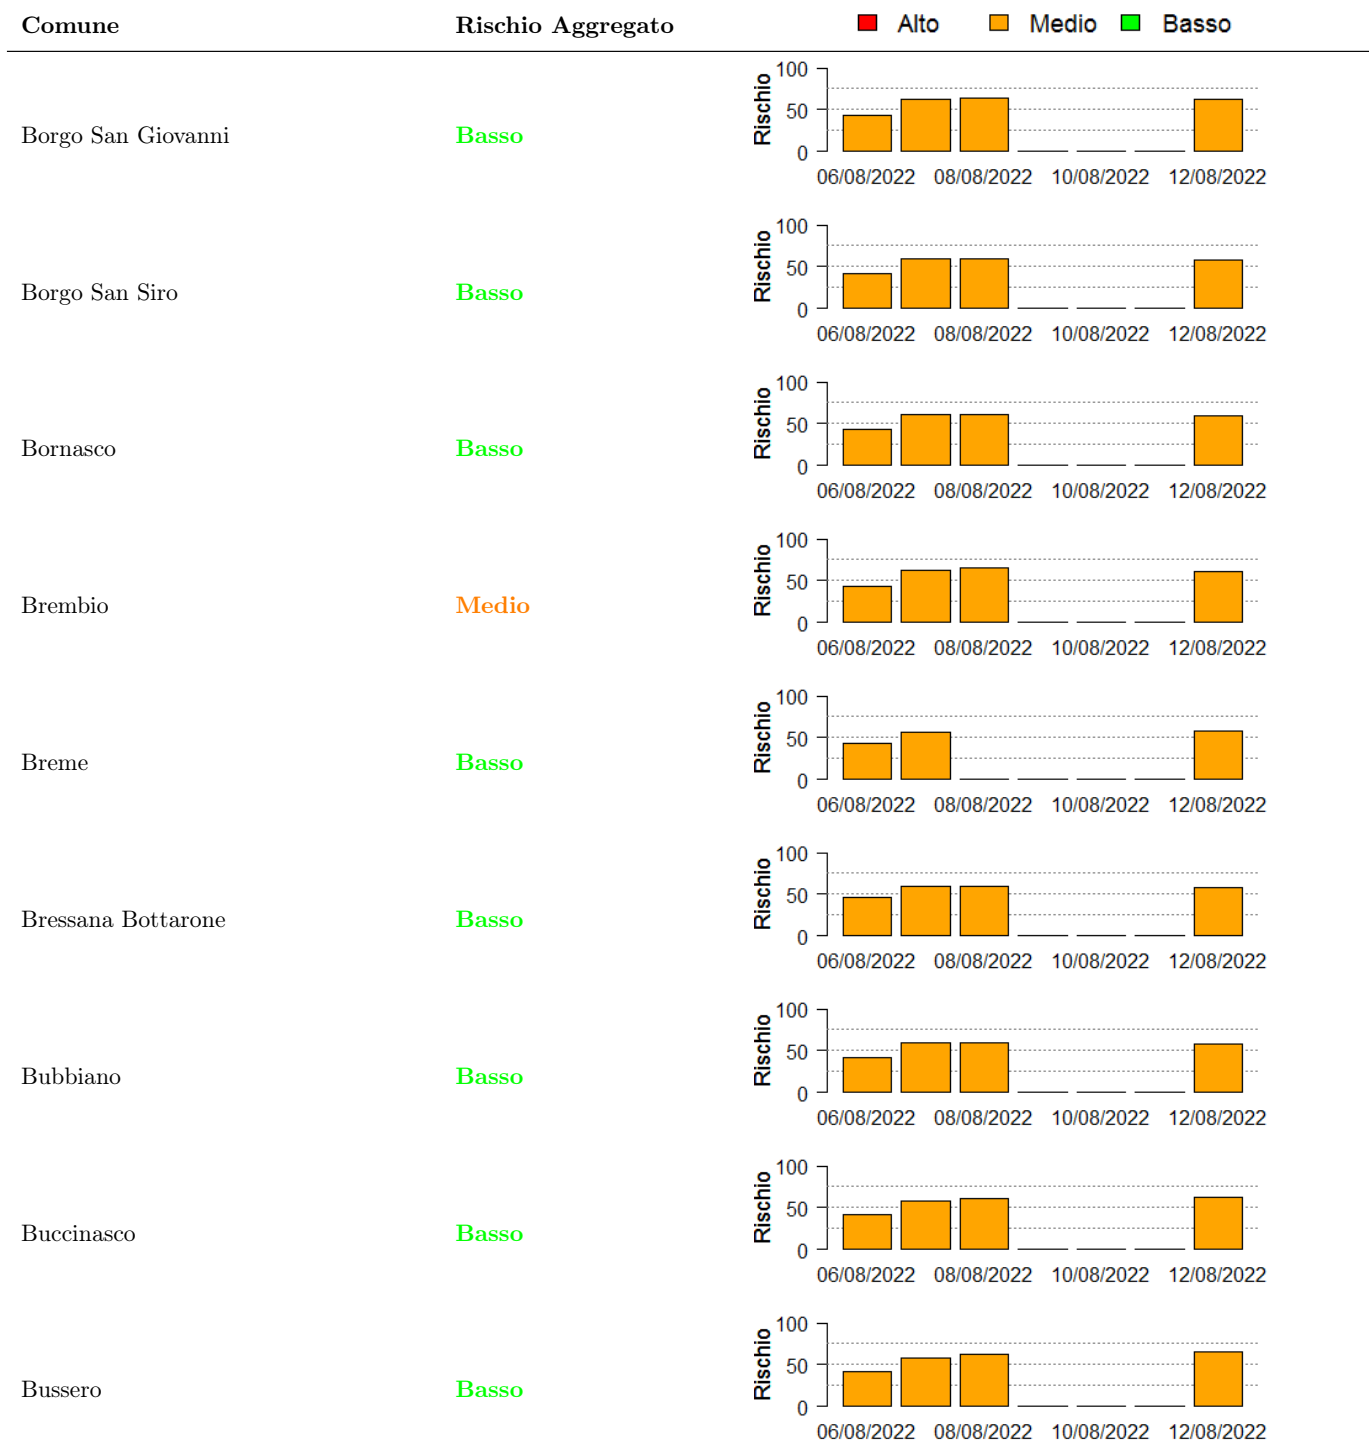 Comune Rischio Aggregato Alto Medio Basso
100
50
0
Rischio
Borgo San Giovanni Basso
06/08/2022 08/08/2022 10/08/2022 12/08/2022
100
50
0
Rischio
Borgo San Siro Basso
06/08/2022 08/08/2022 10/08/2022 12/08/2022
100
50
0
Rischio
Bornasco Basso
06/08/2022 08/08/2022 10/08/2022 12/08/2022
100
50
0
Rischio
Brembio Medio
06/08/2022 08/08/2022 10/08/2022 12/08/2022
100
50
0
Rischio
Breme Basso
06/08/2022 08/08/2022 10/08/2022 12/08/2022
100
50
0
Rischio
Bressana Bottarone Basso
06/08/2022 08/08/2022 10/08/2022 12/08/2022
100
50
0
Rischio
Bubbiano Basso
06/08/2022 08/08/2022 10/08/2022 12/08/2022
100
50
0
Rischio
Buccinasco Basso
06/08/2022 08/08/2022 10/08/2022 12/08/2022
100
50
0
Rischio
Bussero Basso
06/08/2022 08/08/2022 10/08/2022 12/08/2022